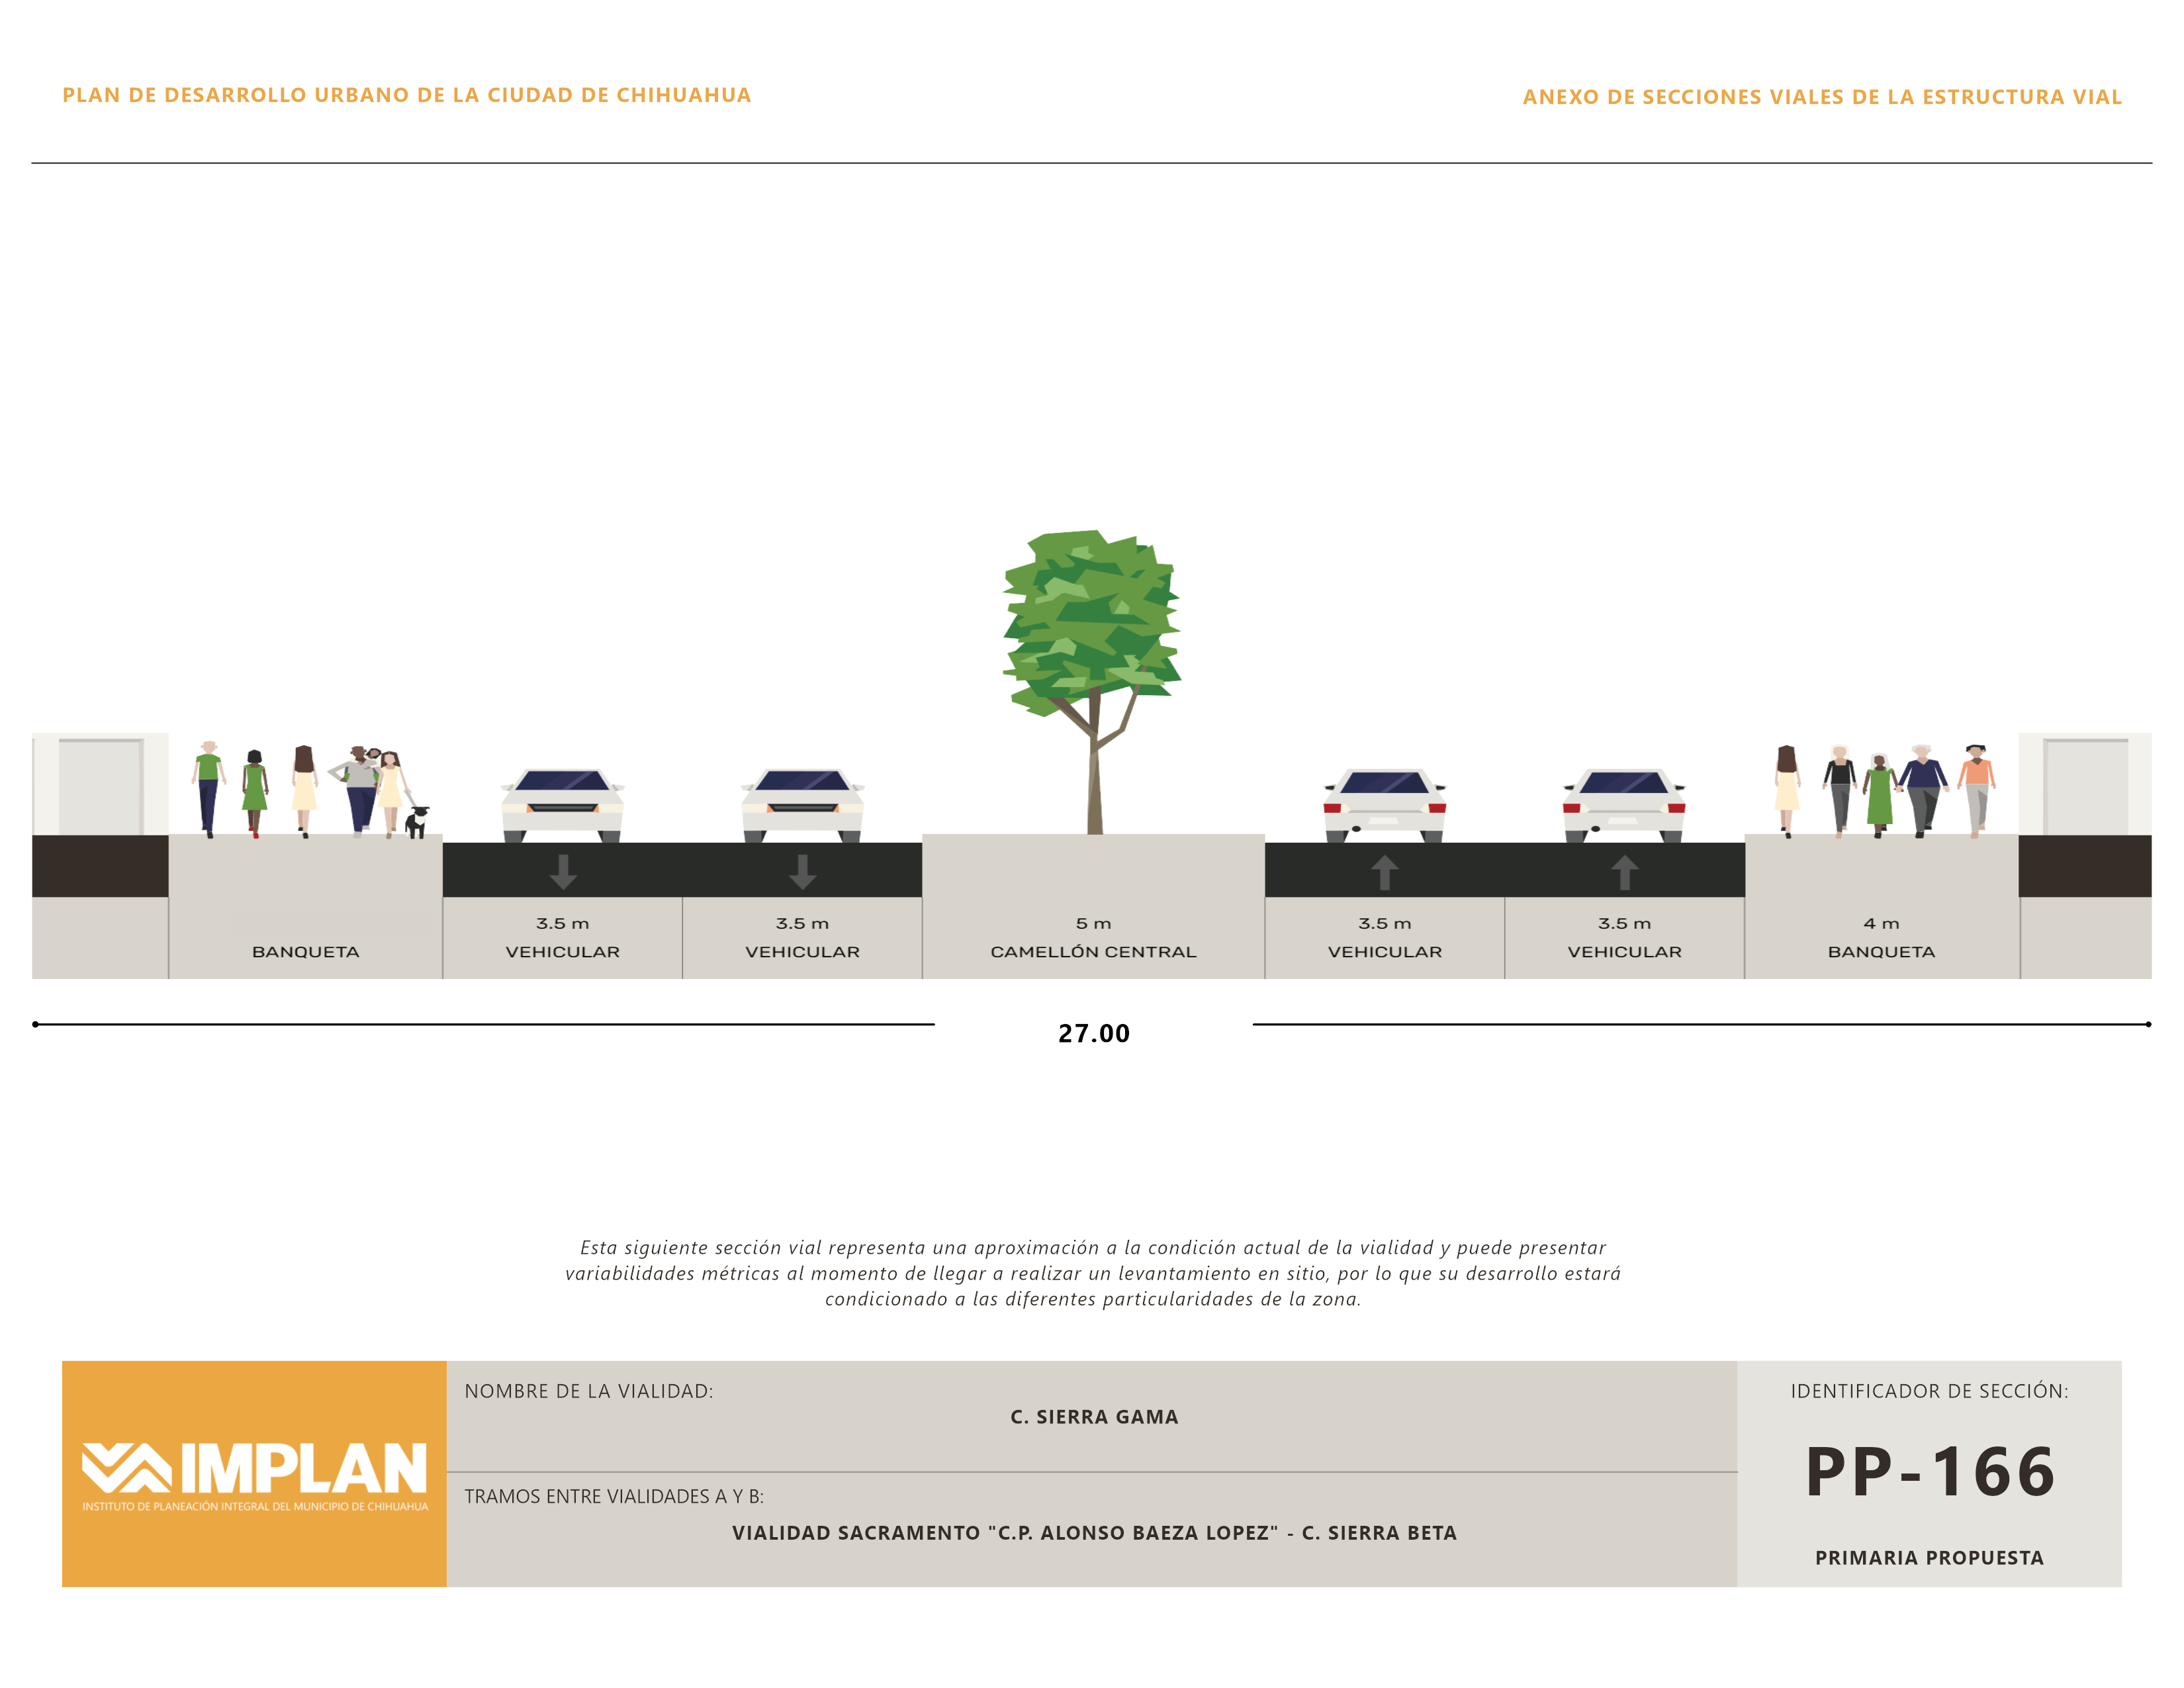 PLAN DE DESARROLLO URBANO DE LA CIUDAD DE CHIHUAHUA
ANEXO DE SECCIONES VIALES DE LA ESTRUCTURA VIAL
3.5 m
3.5 m
5 m
3.5 m
3.5 m
4 m
BANQUETA
VEHICULAR
VEHICULAR
CAMELLÓN CENTRAL
VEHICULAR
VEHICULAR
BANQUETA
27.00
Esta siguiente sección vial representa una aproximación a la condición actual de la vialidad y puede presentar
variabilidades métricas al momento de llegar a realizar un levantamiento en sitio, por lo que su desarrollo estará
condicionado a las diferentes particularidades de la zona.
IMPLAN
INSTITUTO DE PLANEACIÓN INTEGRAL DEL MUNICIPIO DE CHIHUAHUA
NOMBRE DE LA VIALIDAD:
C. SIERRA GAMA
TRAMOS ENTRE VIALIDADES A Y B:
VIALIDAD SACRAMENTO "C.P. ALONSO BAEZA LOPEZ" - C. SIERRA BETA
IDENTIFICADOR DE SECCIÓN:
PP-166
PRIMARIA PROPUESTA